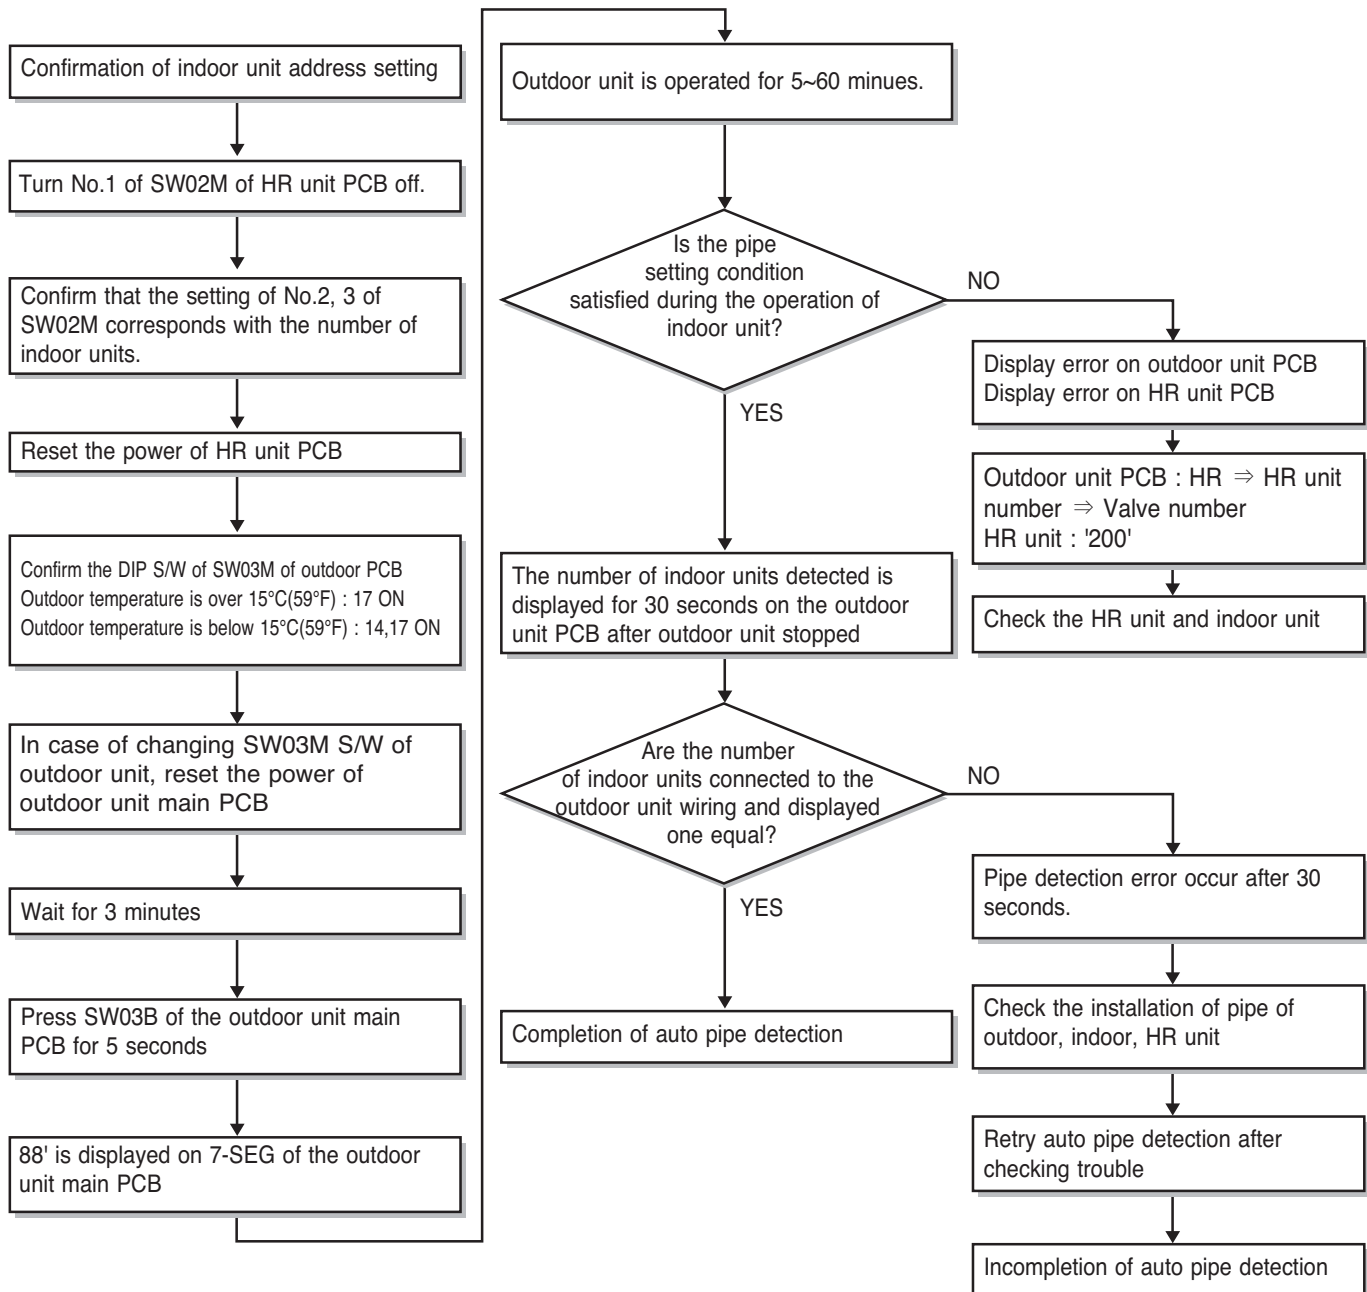 Confirmation of indoor unit address setting
Turn No.1 of SW02M of HR unit PCB off.
Confirm that the setting of No.2, 3 of
SW02M corresponds with the number of
indoor units.
Reset the power of HR unit PCB
Confirm the DIP S/W of SW03M of outdoor PCB
Outdoor temperature is over 15°C(59°F) : 17 ON
Outdoor temperature is below 15°C(59°F) : 14,17 ON
In case of changing SW03M S/W of
outdoor unit, reset the power of
outdoor unit main PCB
Wait for 3 minutes
Press SW03B of the outdoor unit main
PCB for 5 seconds
88' is displayed on 7-SEG of the outdoor
unit main PCB
Outdoor unit is operated for 5~60 minues.
Is the pipe
setting condition
satisfied during the operation of
indoor unit?
NO
YES
Display error on outdoor unit PCB
Display error on HR unit PCB
Outdoor unit PCB : HR ⇒ HR unit
number ⇒ Valve number
HR unit : '200'
Check the HR unit and indoor unit
The number of indoor units detected is
displayed for 30 seconds on the outdoor
unit PCB after outdoor unit stopped
Are the number
of indoor units connected to the
outdoor unit wiring and displayed
one equal?
NO
YES
Completion of auto pipe detection
Pipe detection error occur after 30
seconds.
Check the installation of pipe of
outdoor, indoor, HR unit
Retry auto pipe detection after
checking trouble
Incompletion of auto pipe detection